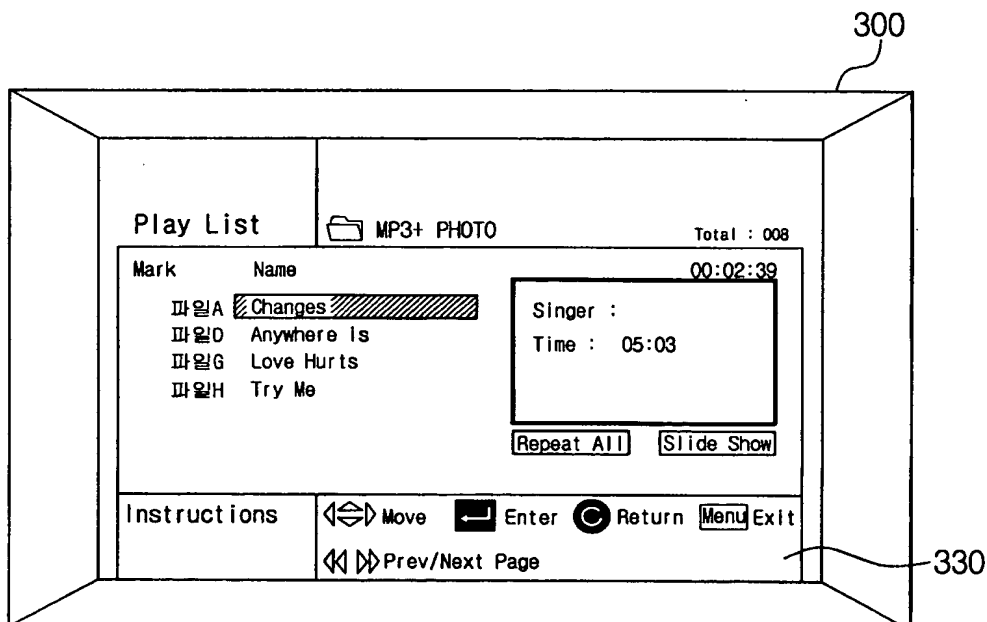 300
Play List MP3+ PHOTO Total : 008
Mark Name 00:02:39
파일A Changes
파일D Anywhere Is
파일G Love Hurts
파일H Try Me
Singer :
Time : 05:03
Repeat All Slide Show
Instructions Move Enter Return Menu Exit
Prev/Next Page
330